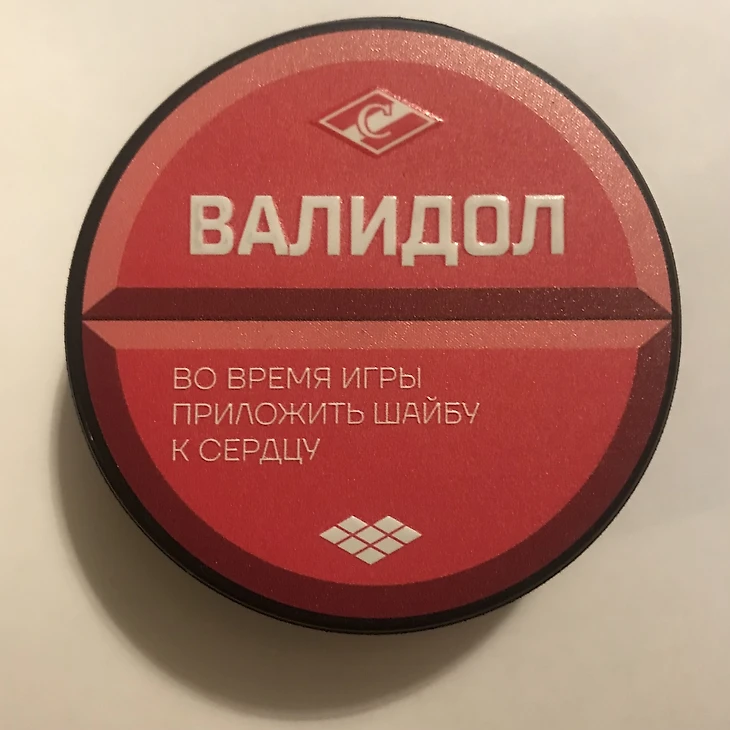 С
ВАЛИДОЛ
ВО ВРЕМЯ ИГРЫ
ПРИЛОЖИТЬ ШАЙБУ
К СЕРДЦУ